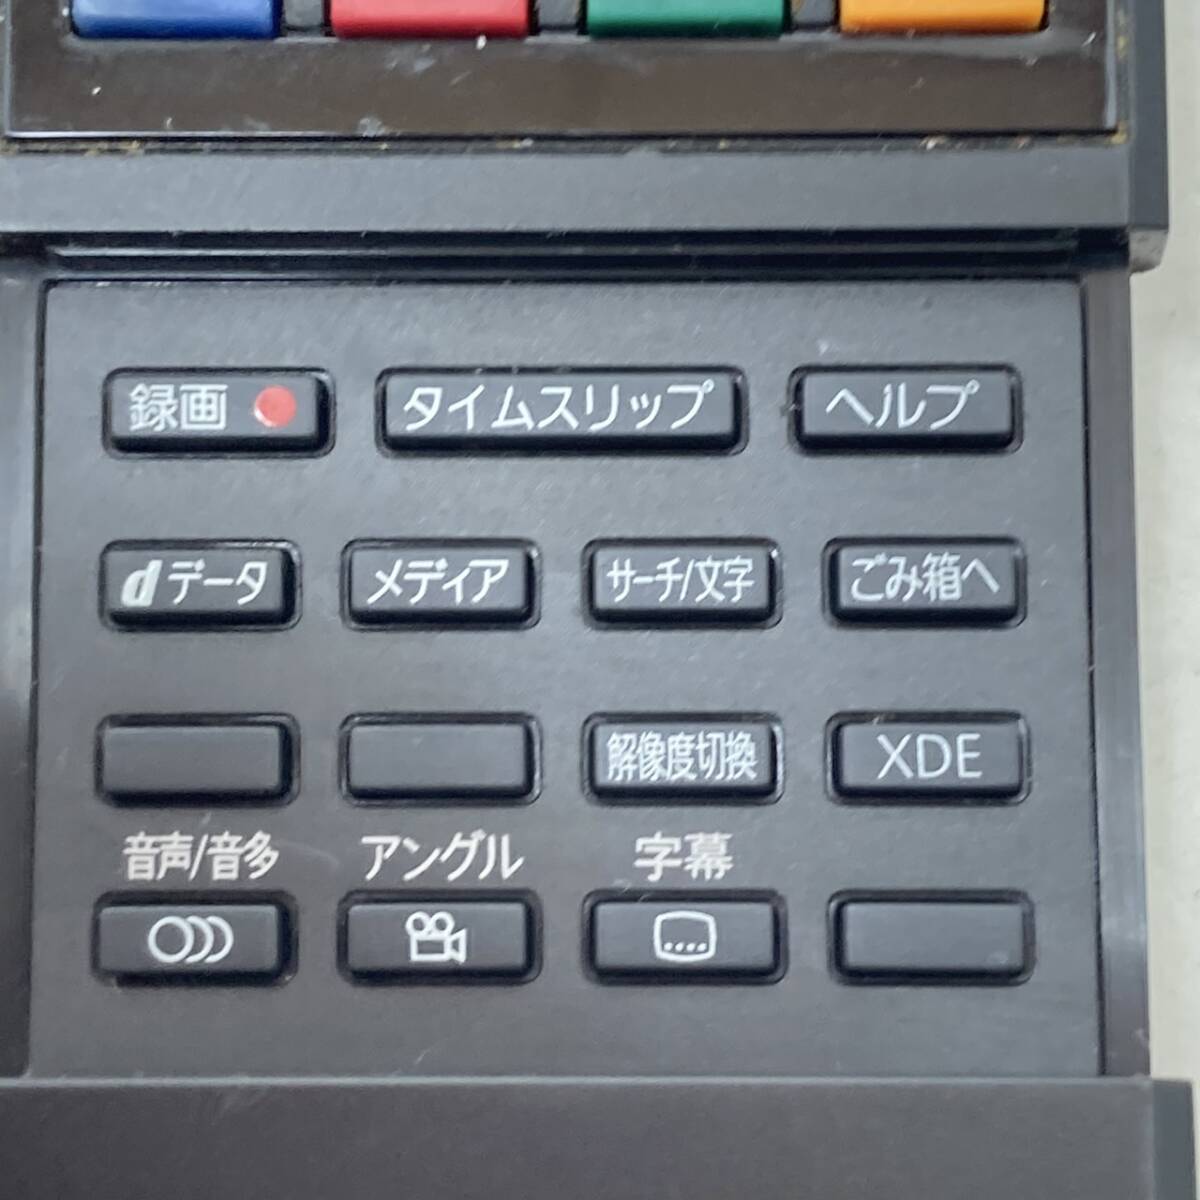 録画 タイムスリップ ヘルプ
dデータ メディア サーチ/文字 ごみ箱へ
解像度切換 XDE
音声/音多 アングル 字幕